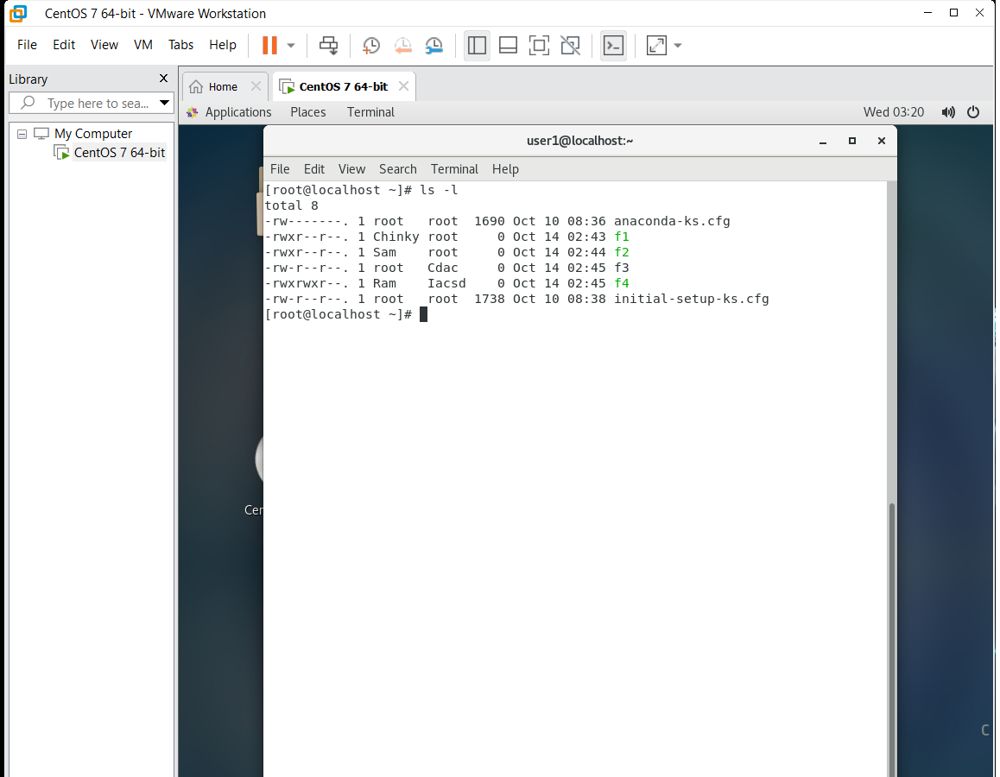 CentOS 7 64-bit - VMware Workstation
File Edit View VM Tabs Help
Library
Home
CentOS 7 64-bit
Type here to sea...
Applications Places Terminal
Wed 03:20
My Computer
CentOS 7 64-bit
user1@localhost:~
File Edit View Search Terminal Help
[root@localhost ~]# ls -l
total 8
-rw-------. 1 root   root  1690 Oct 10 08:36 anaconda-ks.cfg
-rwxr--r--. 1 Chinky root     0 Oct 14 02:43 f1
-rwxr--r--. 1 Sam    root     0 Oct 14 02:44 f2
-rw-r--r--. 1 root   Cdac     0 Oct 14 02:45 f3
-rwxrwxr--. 1 Ram    Iacsd    0 Oct 14 02:45 f4
-rw-r--r--. 1 root   root  1738 Oct 10 08:38 initial-setup-ks.cfg
[root@localhost ~]#
Cen
C